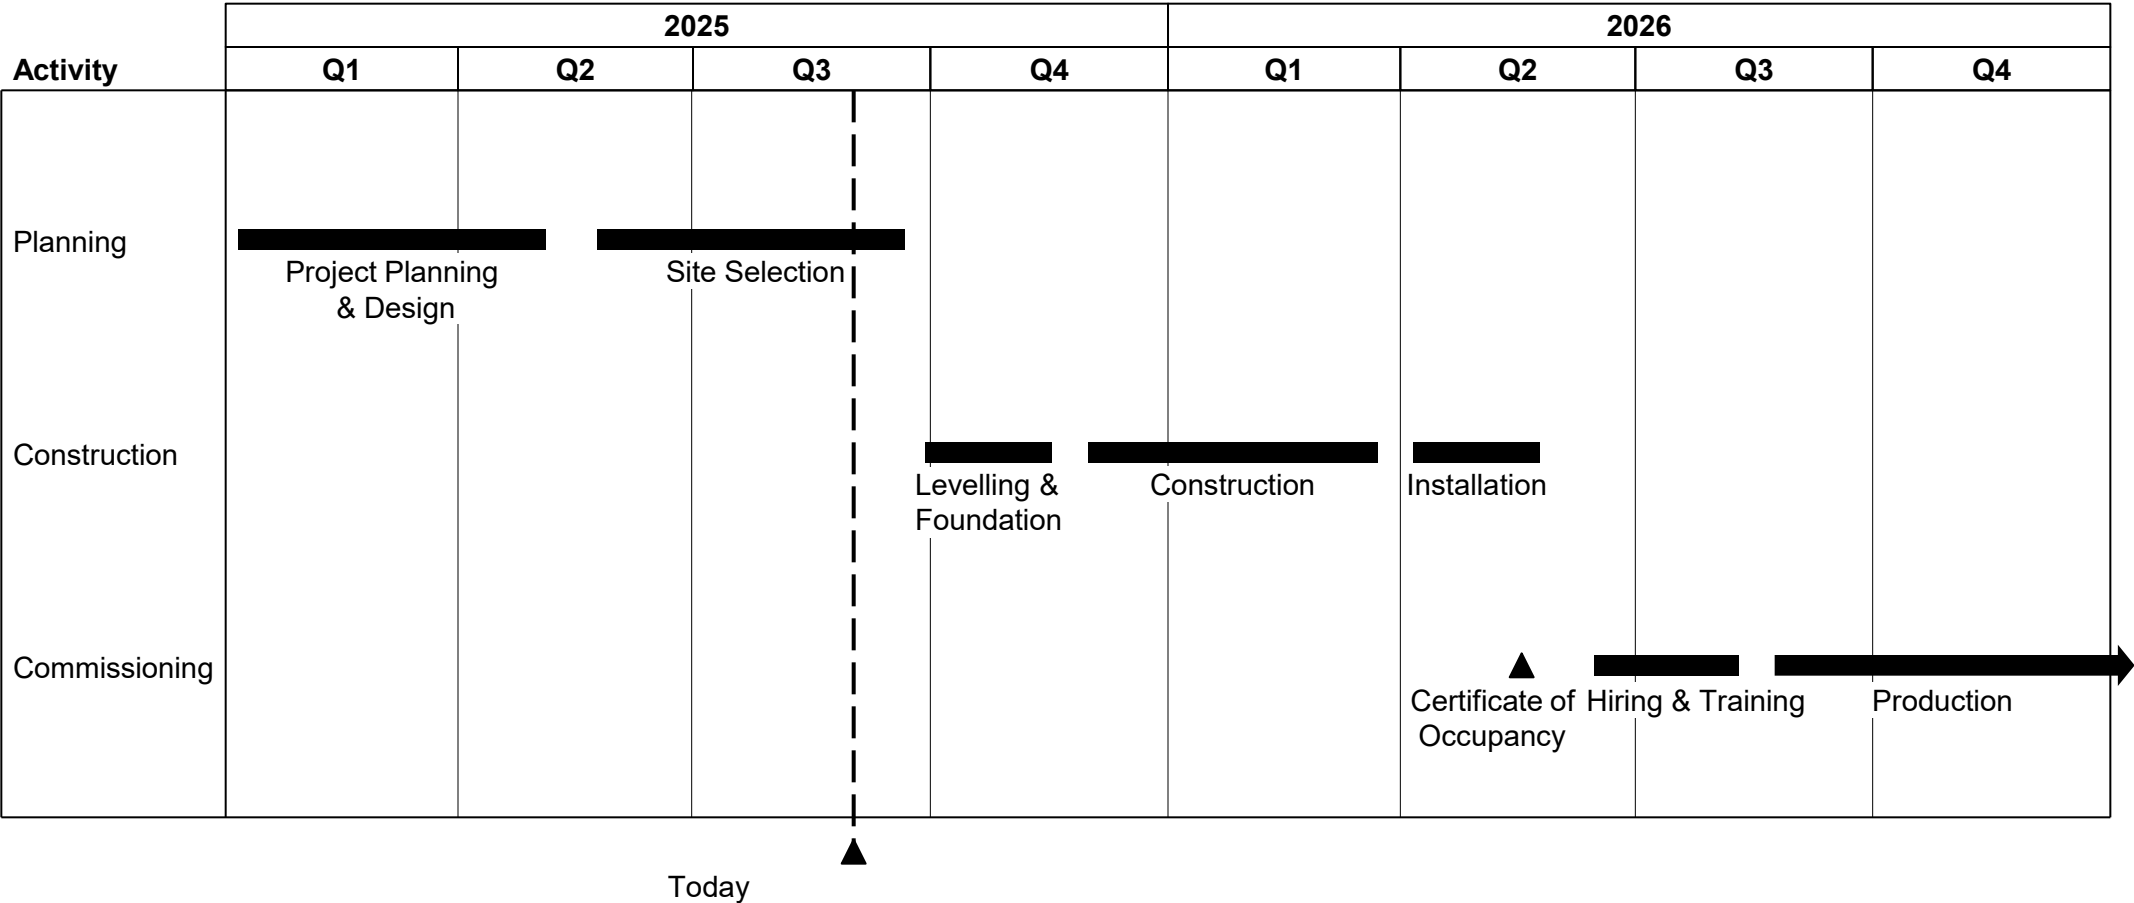 2025
2026
Activity
Q1
Q2
Q3
Q4
Q1
Q2
Q3
Q4
Planning
Project Planning
& Design
Site Selection
Construction
Levelling &
Foundation
Construction
Installation
Commissioning
Certificate of
Occupancy
Hiring & Training
Production
Today